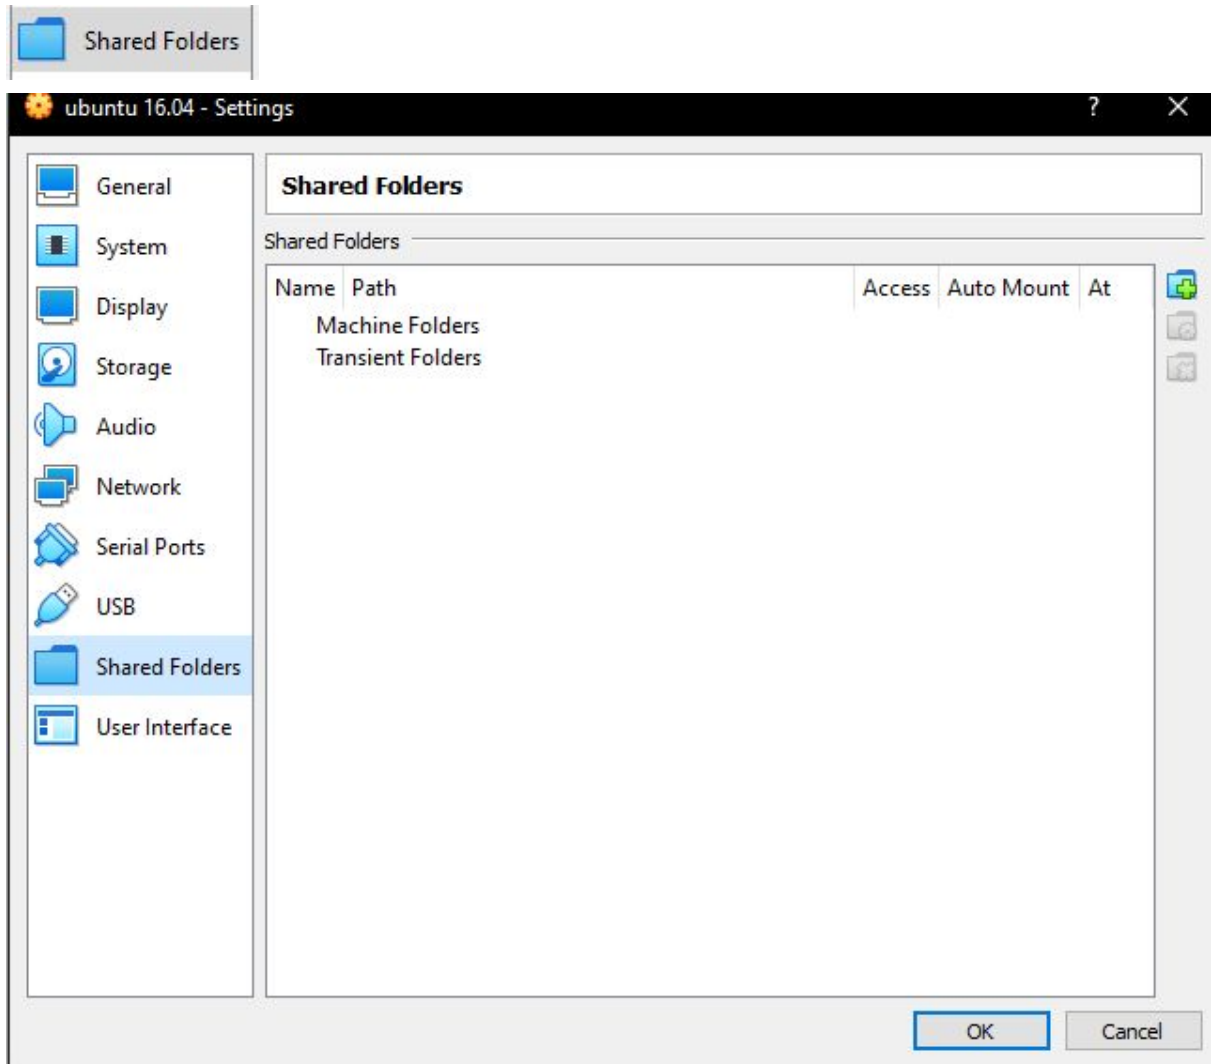 Shared Folders
ubuntu 16.04 - Settings ? X
General
System
Display
Storage
Audio
Network
Serial Ports
USB
Shared Folders
User Interface
Shared Folders
Shared Folders
Name Path Access Auto Mount At
Machine Folders
Transient Folders
OK Cancel